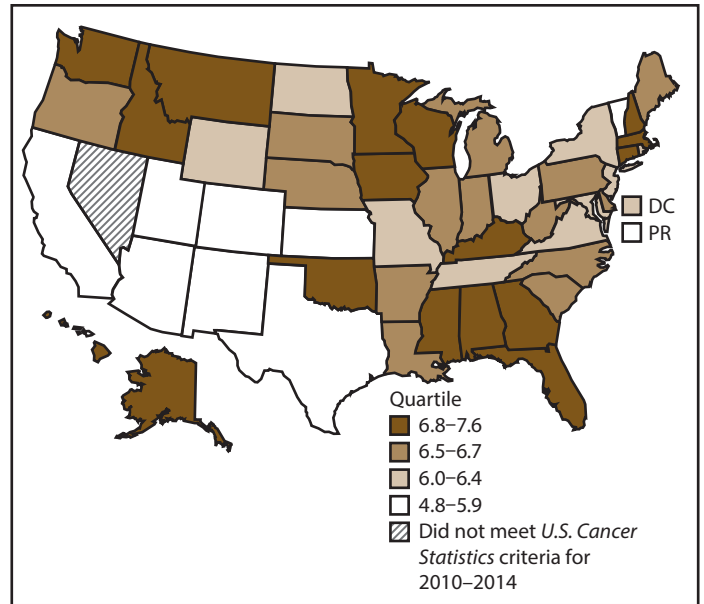 DC
PR
Quartile
6.8–7.6
6.5–6.7
6.0–6.4
4.8–5.9
Did not meet U.S. Cancer
Statistics criteria for
2010–2014